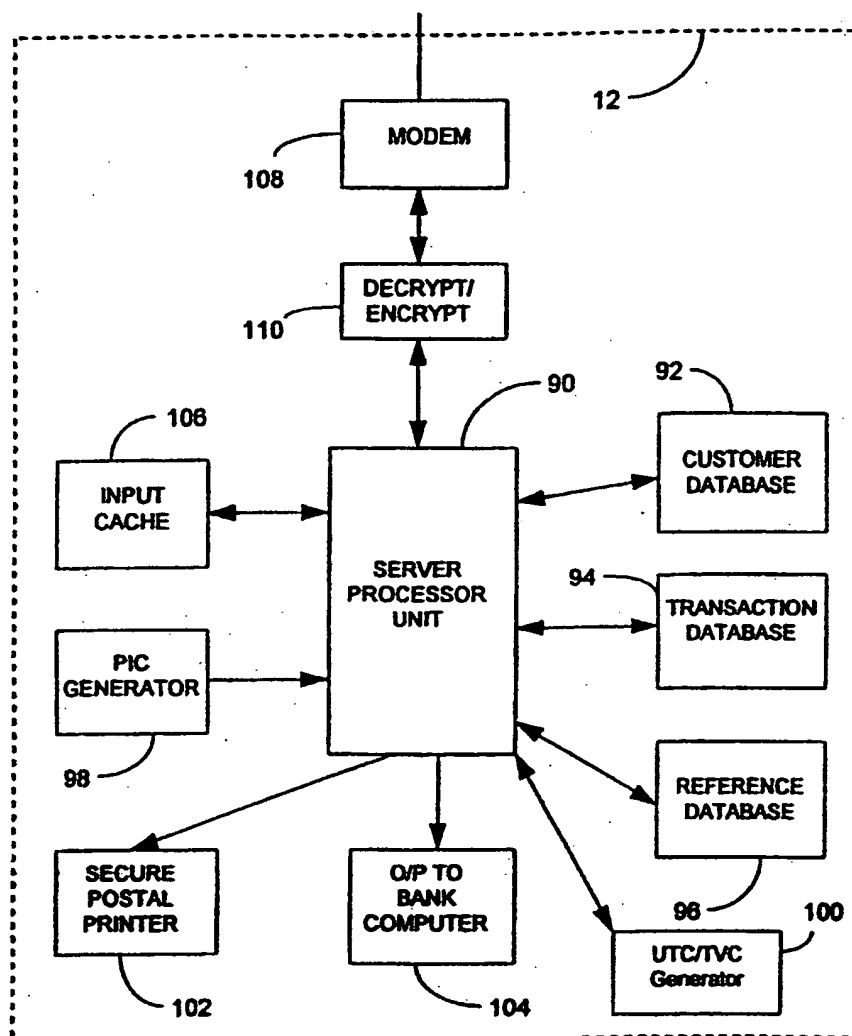 12
MODEM
108
DECRYPT/
ENCRYPT
110
90
92
106
CUSTOMER
DATABASE
INPUT
CACHE
SERVER
PROCESSOR
UNIT
94
TRANSACTION
DATABASE
PIC
GENERATOR
98
REFERENCE
DATABASE
SECURE
POSTAL
PRINTER
O/P TO
BANK
COMPUTER
96
100
UTC/TVC
Generator
102
104